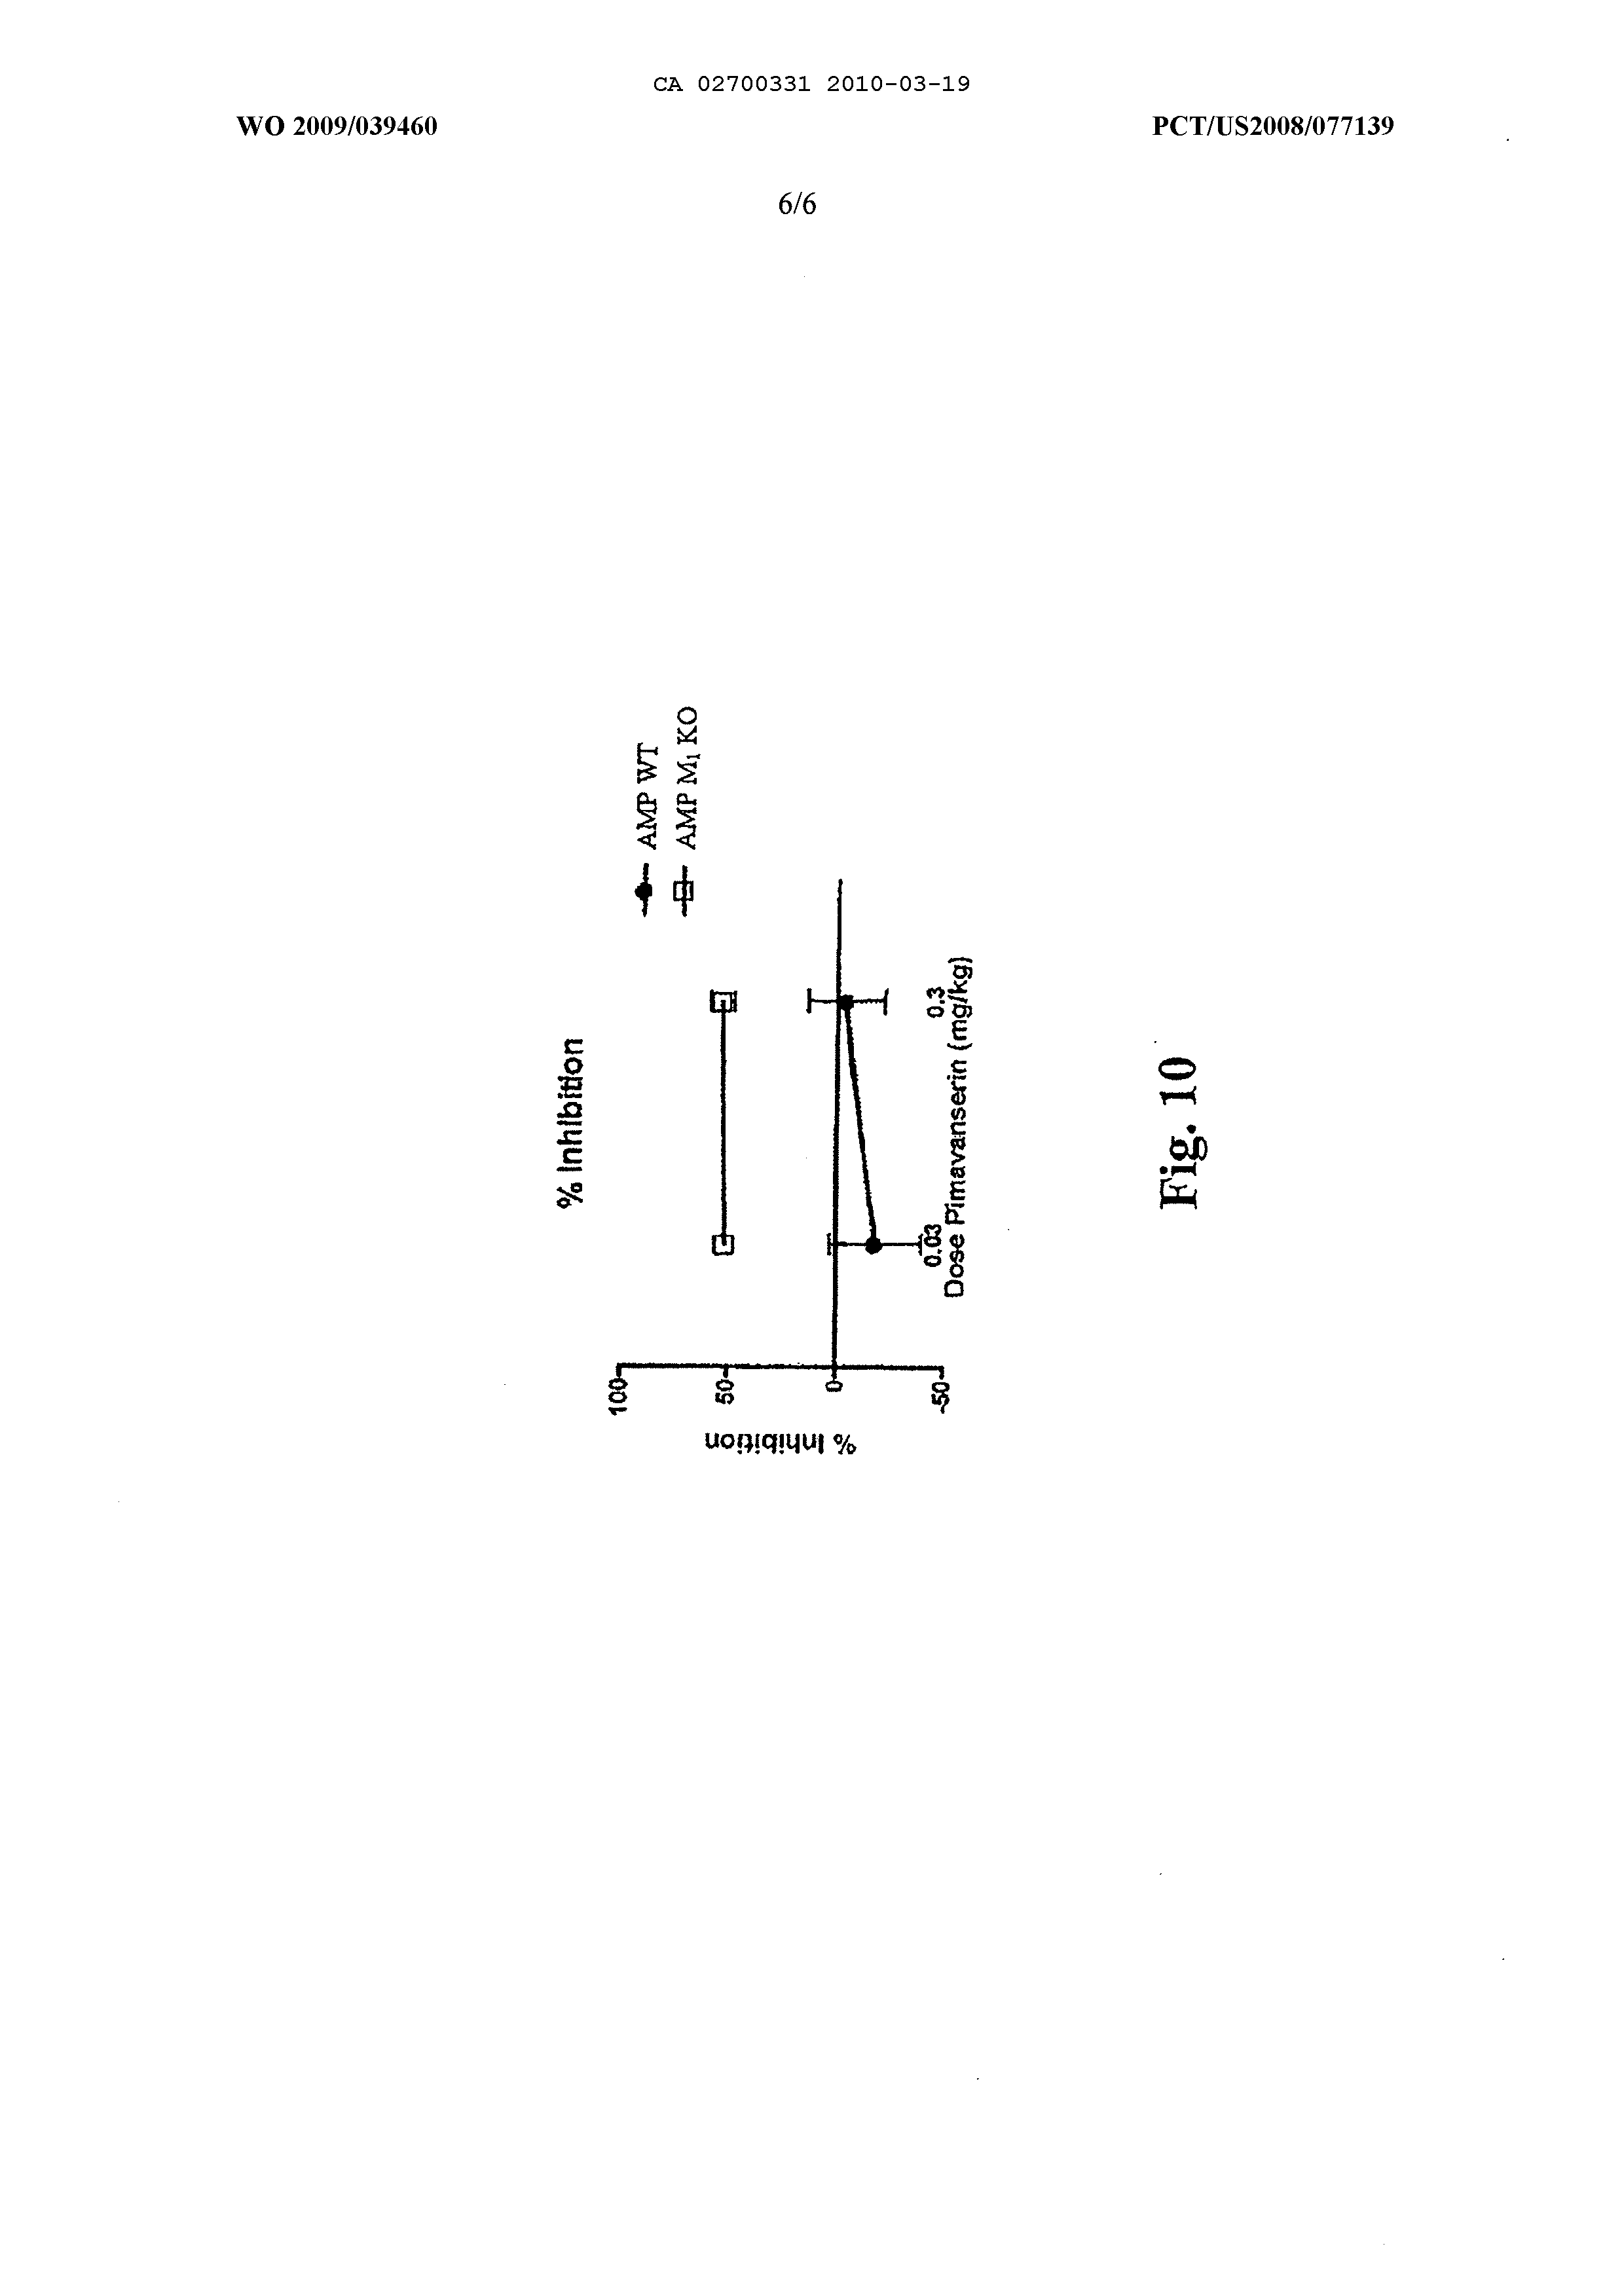 CA 02700331 2010-03-19
WO 2009/039460
PCT/US2008/077139
6/6
% Inhibition
AMP WT
AMP M₁ KO
100
50
0
-50
% Inhibition
0.03
0.3
Dose Pimavanserin (mg/kg)
Fig. 10